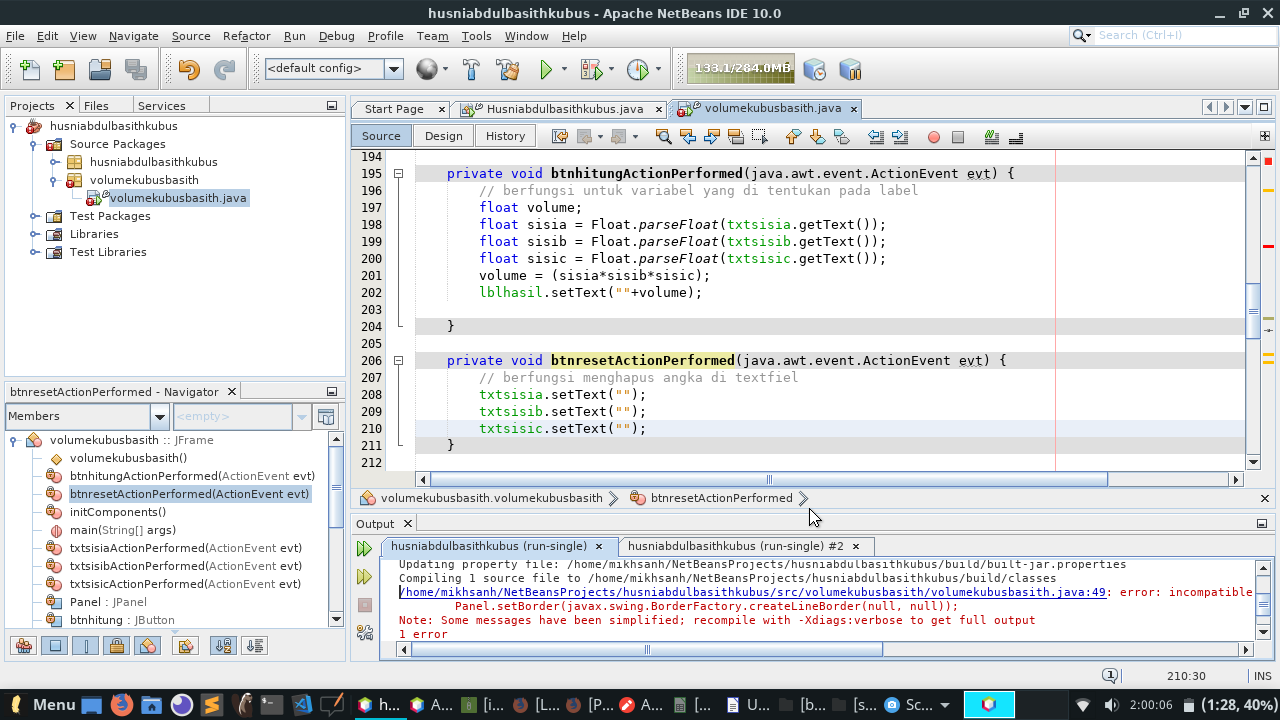 husniabdulbasithkubus - Apache NetBeans IDE 10.0
File Edit View Navigate Source Refactor Run Debug Profile Team Tools Window Help
Search (Ctrl+I)
<default config>
133.1/284.0MB
Projects Files Services
husniabdulbasithkubus
Source Packages
husniabdulbasithkubus
volumekubusbasith
volumekubusbasith.java
Test Packages
Libraries
Test Libraries
Start Page Husniabdulbasithkubus.java volumekubusbasith.java
Source Design History
194
195 private void btnhitungActionPerformed(java.awt.event.ActionEvent evt) {
196 // berfungsi untuk variabel yang di tentukan pada label
197 float volume;
198 float sisia = Float.parseFloat(txtsisia.getText());
199 float sisib = Float.parseFloat(txtsisib.getText());
200 float sisic = Float.parseFloat(txtsisic.getText());
201 volume = (sisia*sisib*sisic);
202 lblhasil.setText(""+volume);
203
204 }
205
206 private void btnresetActionPerformed(java.awt.event.ActionEvent evt) {
207 // berfungsi menghapus angka di textfiel
208 txtsisia.setText("");
209 txtsisib.setText("");
210 txtsisic.setText("");
211 }
212
volumekubusbasith.volumekubusbasith btnresetActionPerformed
btnresetActionPerformed - Navigator
Members <empty>
volumekubusbasith :: JFrame
volumekubusbasith()
btnhitungActionPerformed(ActionEvent evt)
btnresetActionPerformed(ActionEvent evt)
initComponents()
main(String[] args)
txtsisiaActionPerformed(ActionEvent evt)
txtsisibActionPerformed(ActionEvent evt)
txtsisicActionPerformed(ActionEvent evt)
Panel : JPanel
btnhitung : JButton
Output
husniabdulbasithkubus (run-single) husniabdulbasithkubus (run-single) #2
Updating property file: /home/mikhsanh/NetBeansProjects/husniabdulbasithkubus/build/built-jar.properties
Compiling 1 source file to /home/mikhsanh/NetBeansProjects/husniabdulbasithkubus/build/classes
/home/mikhsanh/NetBeansProjects/husniabdulbasithkubus/src/volumekubusbasith/volumekubusbasith.java:49: error: incompatible
Panel.setBorder(javax.swing.BorderFactory.createLineBorder(null, null));
Note: Some messages have been simplified; recompile with -Xdiags:verbose to get full output
1 error
1 210:30 INS
Menu h... A... [i... [L... [P... A... [... U... [b... [s... Sc... 2:00:06 (1:28, 40%)